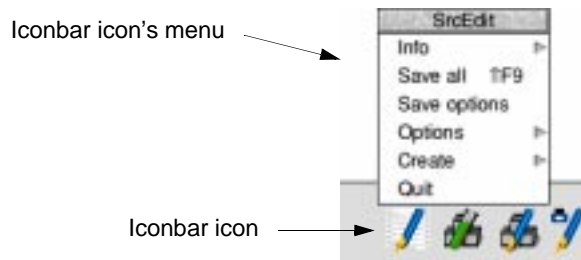 SrcEdit
Iconbar icon's menu
Info
Save all ⇑F9
Save options
Options
Create
Quit
Iconbar icon